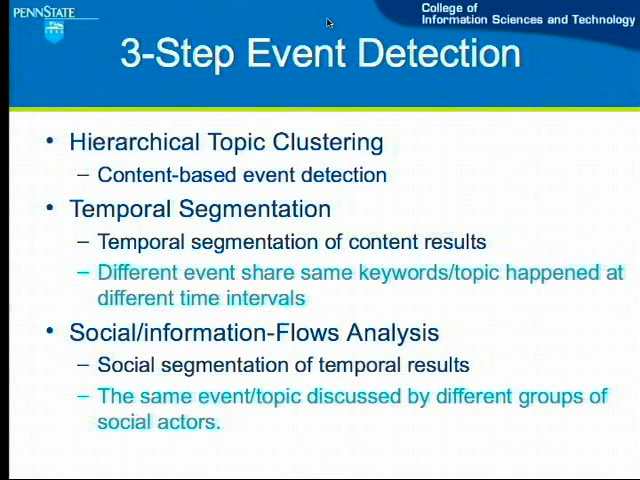 PENNSTATE
1855
College of
Information Sciences and Technology
3-Step Event Detection
• Hierarchical Topic Clustering
– Content-based event detection
• Temporal Segmentation
– Temporal segmentation of content results
– Different event share same keywords/topic happened at
different time intervals
• Social/information-Flows Analysis
– Social segmentation of temporal results
– The same event/topic discussed by different groups of
social actors.